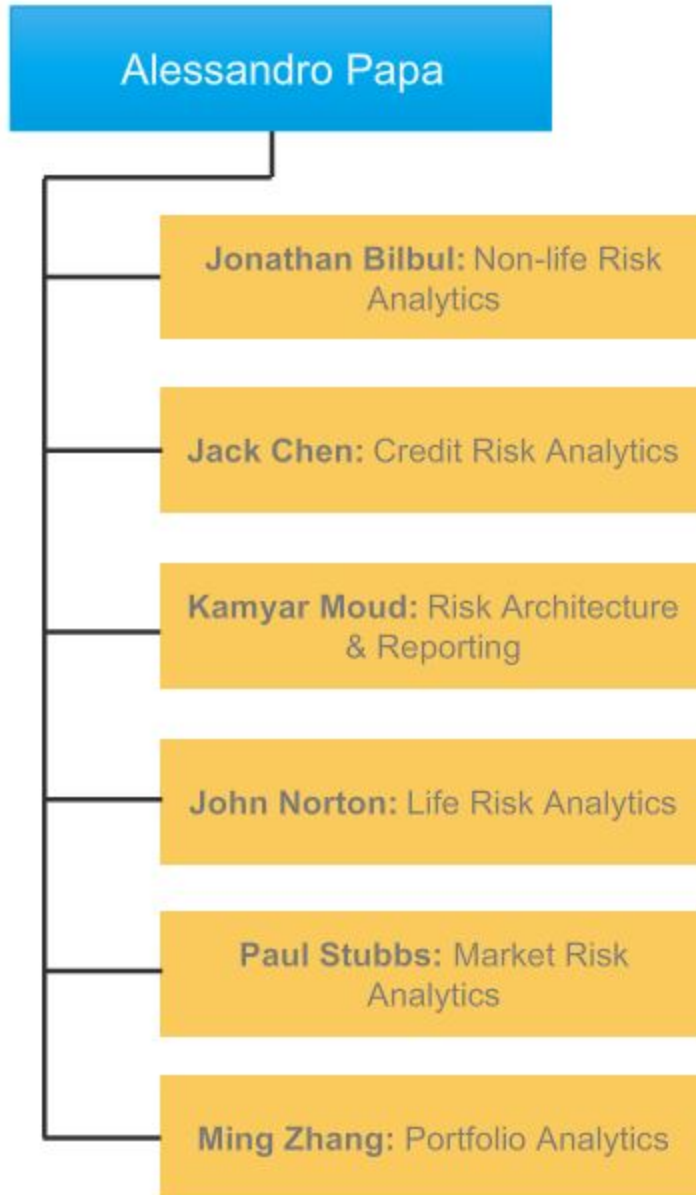 Alessandro Papa
Jonathan Bilbul: Non-life Risk
Analytics
Jack Chen: Credit Risk Analytics
Kamyar Moud: Risk Architecture
& Reporting
John Norton: Life Risk Analytics
Paul Stubbs: Market Risk
Analytics
Ming Zhang: Portfolio Analytics